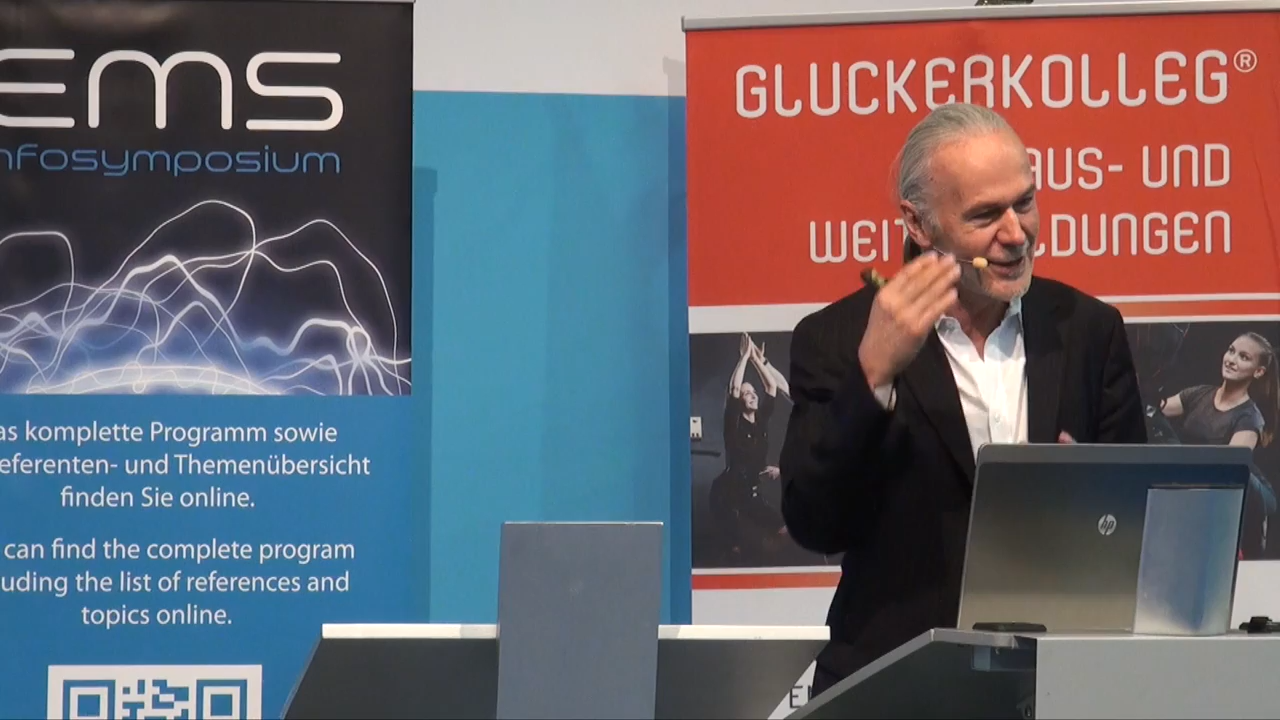 EMS
nfosymposium
as komplette Programm sowie
eferenten- und Themenübersicht
finden Sie online.
can find the complete program
uding the list of references and
topics online.
GLUCKERKOLLEG®
AUS- UND
WEIT LDUNGEN
hp